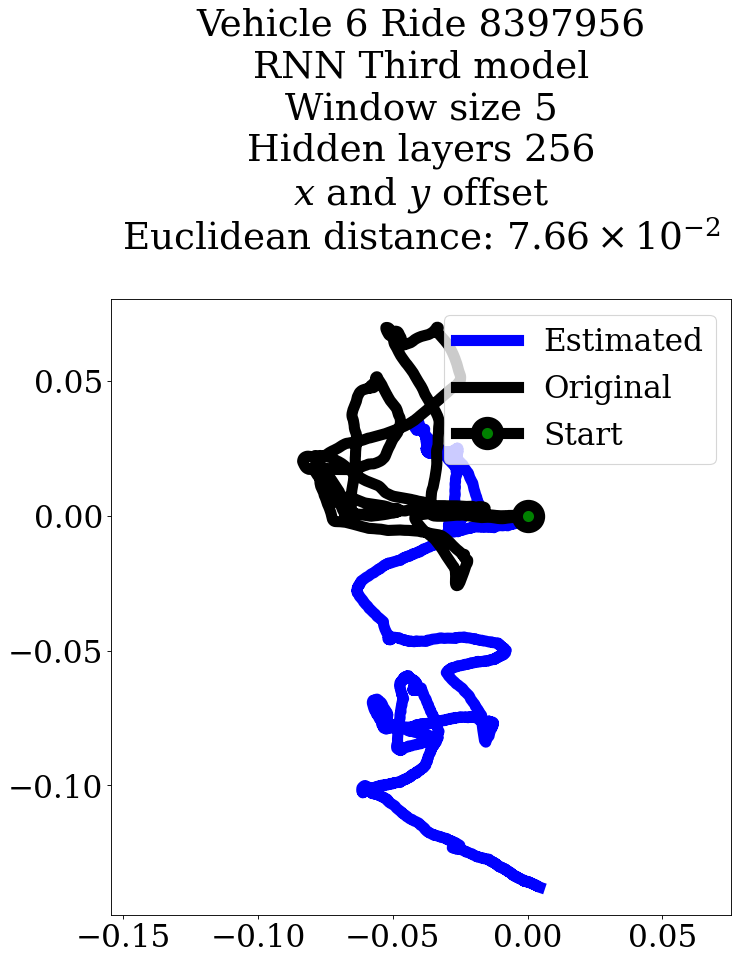 Vehicle 6 Ride 8397956
RNN Third model
Window size 5
Hidden layers 256
x and y offset
Euclidean distance: 7.66 × 10⁻²
Estimated
Original
Start
0.05
0.00
−0.05
−0.10
−0.15 −0.10 −0.05 0.00 0.05